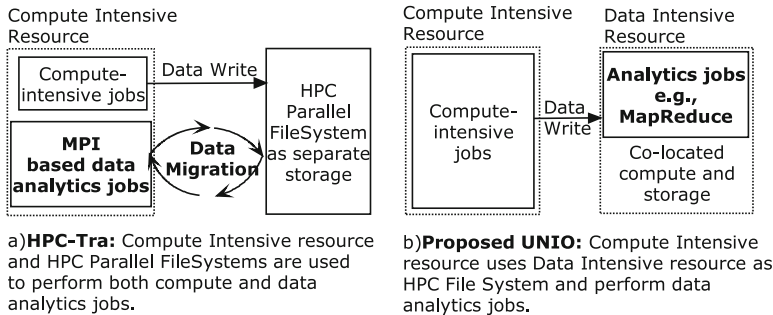 Compute Intensive
Resource
Compute-
intensive jobs
Data Write
HPC
Parallel
FileSystem
as separate
storage
MPI
based data
analytics jobs
Data
Migration
a)HPC-Tra: Compute Intensive resource
and HPC Parallel FileSystems are used
to perform both compute and data
analytics jobs.
Compute Intensive
Resource
Compute-
intensive
jobs
Data
Write
Data Intensive
Resource
Analytics jobs
e.g.,
MapReduce
Co-located
compute and
storage
b)Proposed UNIO: Compute Intensive
resource uses Data Intensive resource as
HPC File System and perform data
analytics jobs.